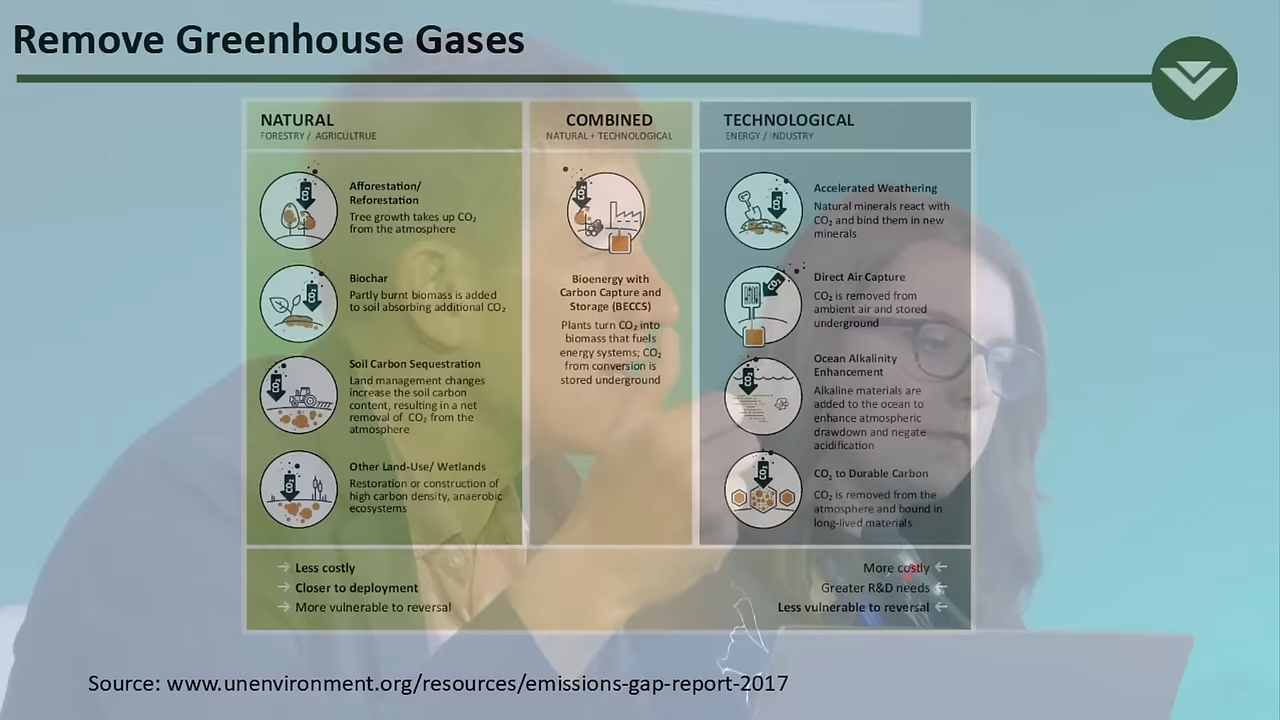 Remove Greenhouse Gases
NATURAL
FORESTRY / AGRICULTRUE
Afforestation/
Reforestation
Tree growth takes up CO₂
from the atmosphere
Biochar
Partly burnt biomass is added
to soil absorbing additional CO₂
Soil Carbon Sequestration
Land management changes
increase the soil carbon
content, resulting in a net
removal of CO₂ from the
atmosphere
Other Land-Use/ Wetlands
Restoration or construction of
high carbon density, anaerobic
ecosystems
COMBINED
NATURAL + TECHNOLOGICAL
Bioenergy with
Carbon Capture and
Storage (BECCS)
Plants turn CO₂ into
biomass that fuels
energy systems; CO₂
from conversion is
stored underground
TECHNOLOGICAL
ENERGY / INDUSTRY
Accelerated Weathering
Natural minerals react with
CO₂ and bind them in new
minerals
Direct Air Capture
CO₂ is removed from
ambient air and stored
underground
Ocean Alkalinity
Enhancement
Alkaline materials are
added to the ocean to
enhance atmospheric
drawdown and negate
acidification
CO₂ to Durable Carbon
CO₂ is removed from the
atmosphere and bound in
long-lived materials
CO₂
CO₂
CO₂
CO₂
CO₂
CO₂
CO₂
CO₂
CO₂
→ Less costly
→ Closer to deployment
→ More vulnerable to reversal
More costly ←
Greater R&D needs ←
Less vulnerable to reversal ←
Source: www.unenvironment.org/resources/emissions-gap-report-2017